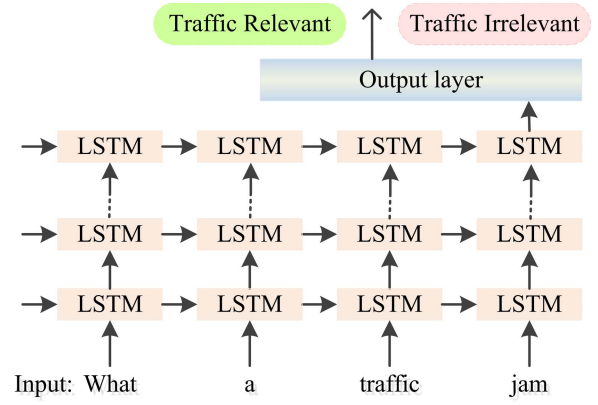 Traffic Relevant Traffic Irrelevant
Output layer
LSTM LSTM LSTM LSTM
LSTM LSTM LSTM LSTM
LSTM LSTM LSTM LSTM
Input: What a traffic jam